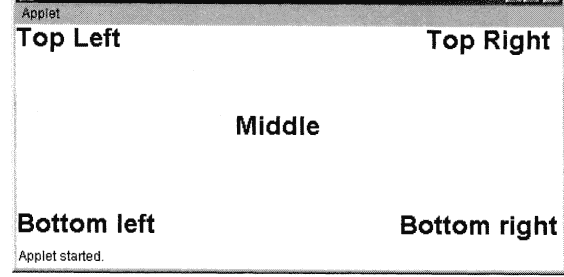 Applet
Top Left Top Right
Middle
Bottom left Bottom right
Applet started.